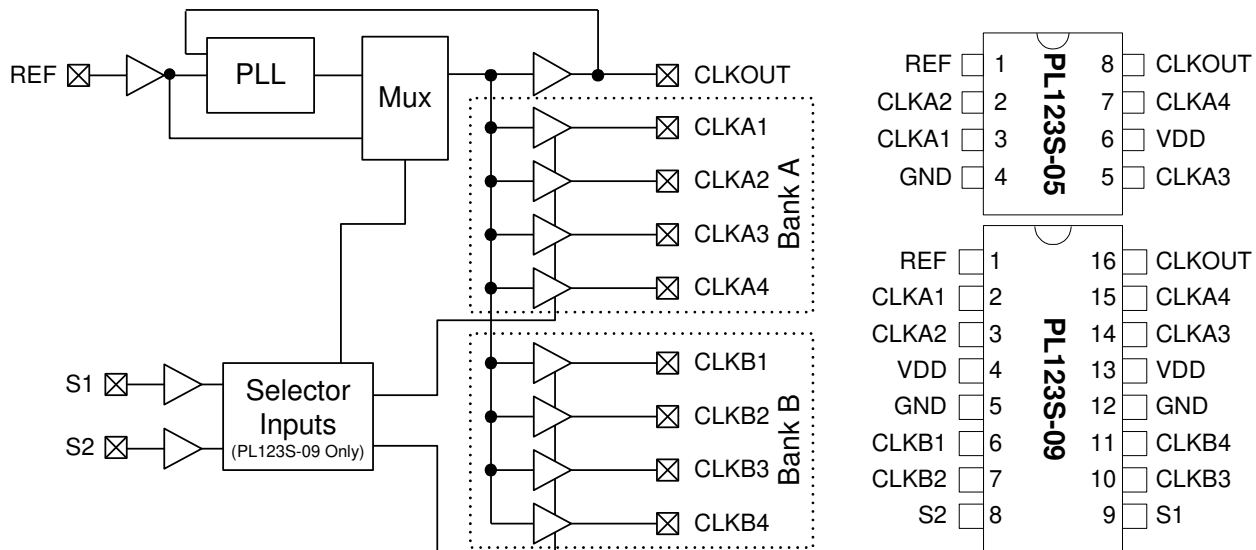 REF
PLL
Mux
CLKOUT
CLKA1
CLKA2
CLKA3
CLKA4
Bank A
S1
S2
Selector
Inputs
(PL123S-09 Only)
CLKB1
CLKB2
CLKB3
CLKB4
Bank B
REF 1 8 CLKOUT
CLKA2 2 7 CLKA4
CLKA1 3 6 VDD
GND 4 5 CLKA3
PL123S-05
REF 1 16 CLKOUT
CLKA1 2 15 CLKA4
CLKA2 3 14 CLKA3
VDD 4 13 VDD
GND 5 12 GND
CLKB1 6 11 CLKB4
CLKB2 7 10 CLKB3
S2 8 9 S1
PL123S-09